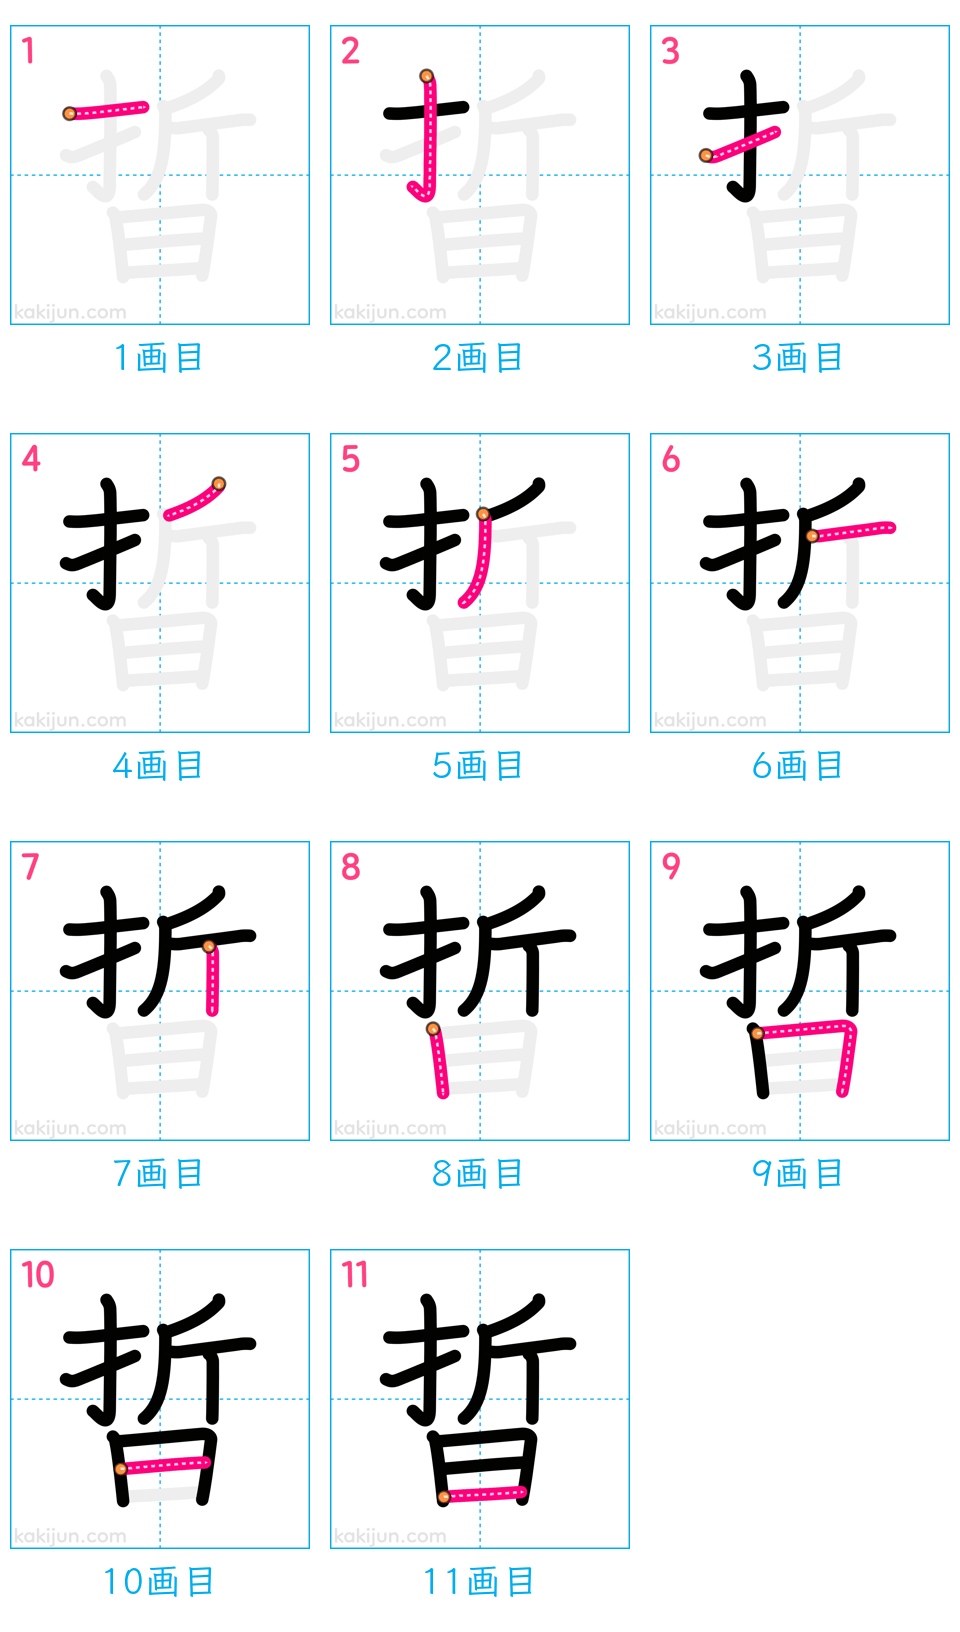 1 2 3
kakijun.com kakijun.com kakijun.com
1画目 2画目 3画目
4 5 6
kakijun.com kakijun.com kakijun.com
4画目 5画目 6画目
7 8 9
kakijun.com kakijun.com kakijun.com
7画目 8画目 9画目
10 11
晢 晢
kakijun.com kakijun.com
10画目 11画目